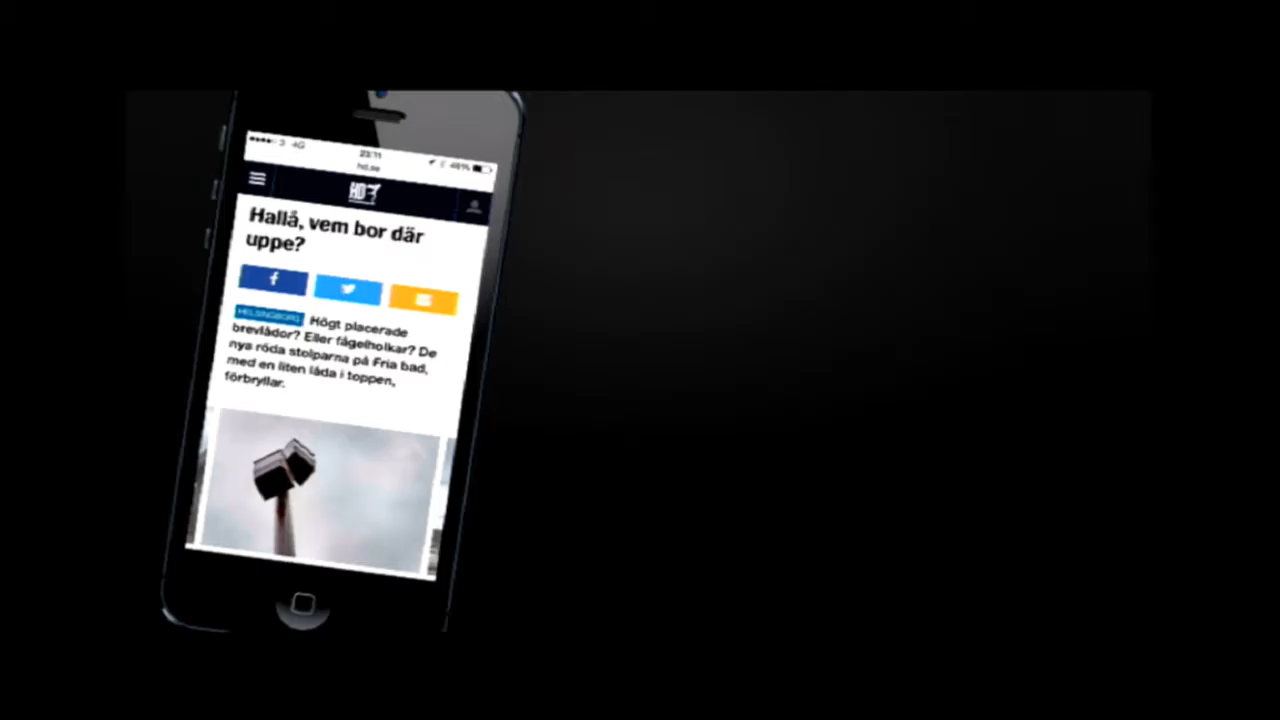 3 4G
23:11
48%
hd.se
HD
Hallå, vem bor där
uppe?
HELSINGBORG Högt placerade
brevlådor? Eller fågelholkar? De
nya röda stolparna på Fria bad,
med en liten låda i toppen,
förbryllar.